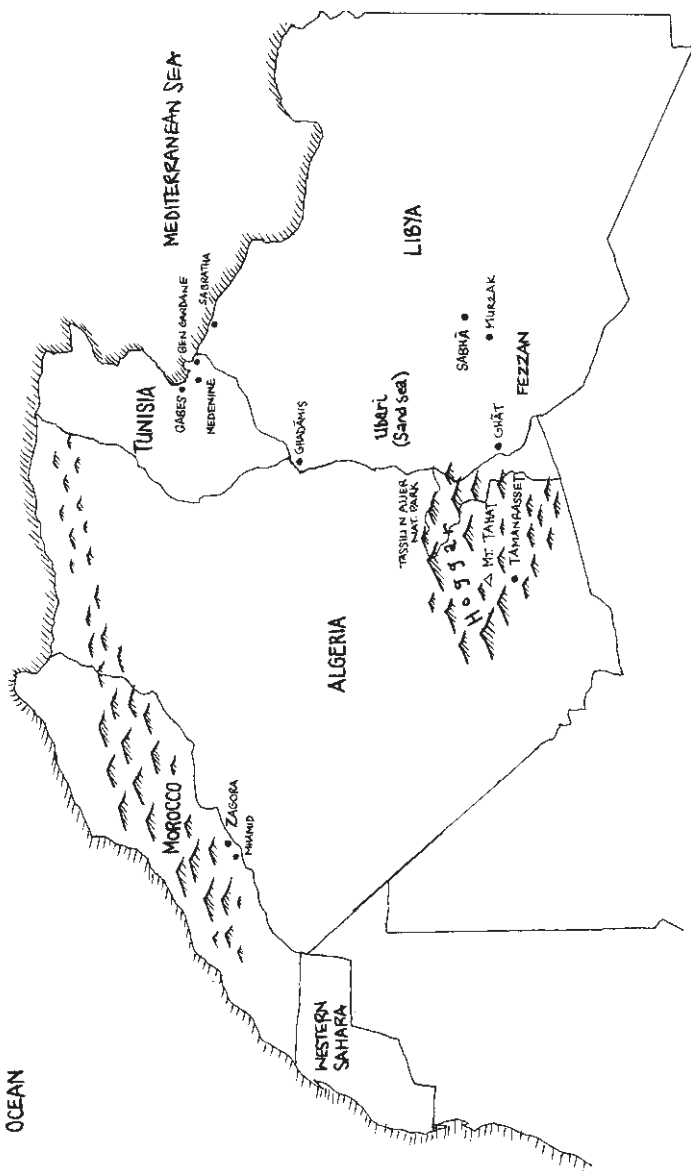 OCEAN
MEDITERRANEAN SEA
TUNISIA
MOROCCO
GABES
BEN GARDANE
MEDENINE
SABRATHA
ZAGORA
MHAMID
GHADĀMIS
WESTERN
SAHARA
ALGERIA
Ubari
(Sand Sea)
LIBYA
TASSILI N AJJER
NAT. PARK
Hoggar
SABHĀ
MURZAK
MT TAHAT
GHĀT
TAMANRASSET
FEZZAN